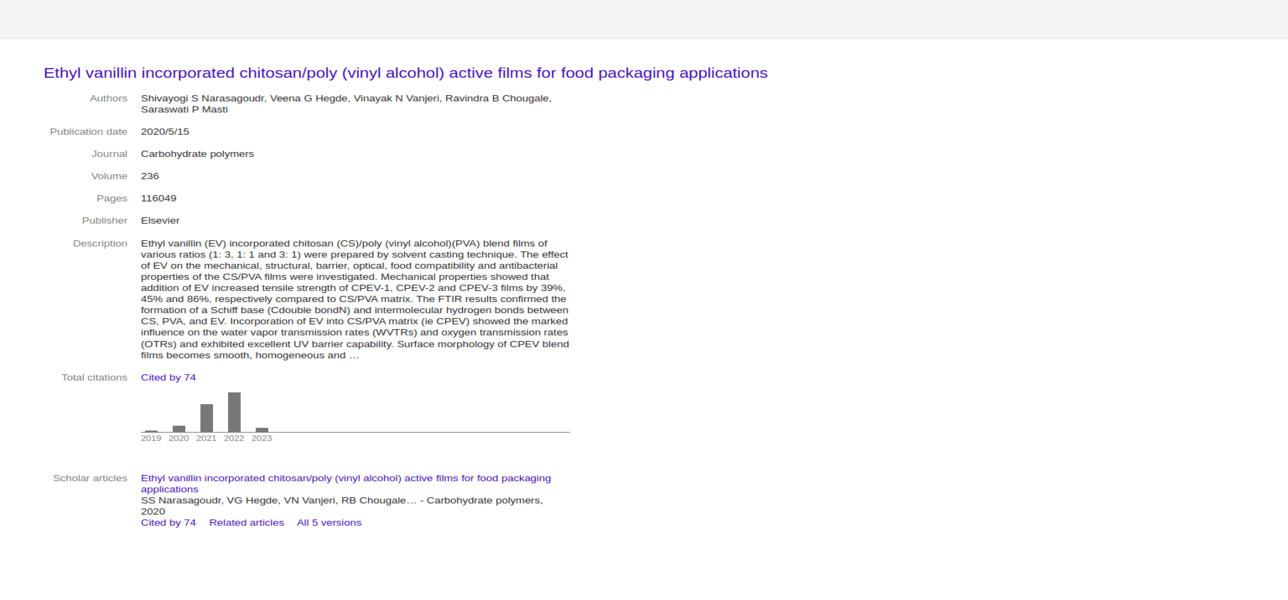 Ethyl vanillin incorporated chitosan/poly (vinyl alcohol) active films for food packaging applications
Authors Shivayogi S Narasagoudr, Veena G Hegde, Vinayak N Vanjeri, Ravindra B Chougale,
Saraswati P Masti
Publication date 2020/5/15
Journal Carbohydrate polymers
Volume 236
Pages 116049
Publisher Elsevier
Description Ethyl vanillin (EV) incorporated chitosan (CS)/poly (vinyl alcohol)(PVA) blend films of
various ratios (1: 3, 1: 1 and 3: 1) were prepared by solvent casting technique. The effect
of EV on the mechanical, structural, barrier, optical, food compatibility and antibacterial
properties of the CS/PVA films were investigated. Mechanical properties showed that
addition of EV increased tensile strength of CPEV-1, CPEV-2 and CPEV-3 films by 39%,
45% and 86%, respectively compared to CS/PVA matrix. The FTIR results confirmed the
formation of a Schiff base (Cdouble bondN) and intermolecular hydrogen bonds between
CS, PVA, and EV. Incorporation of EV into CS/PVA matrix (ie CPEV) showed the marked
influence on the water vapor transmission rates (WVTRs) and oxygen transmission rates
(OTRs) and exhibited excellent UV barrier capability. Surface morphology of CPEV blend
films becomes smooth, homogeneous and …
Total citations Cited by 74
2019 2020 2021 2022 2023
Scholar articles Ethyl vanillin incorporated chitosan/poly (vinyl alcohol) active films for food packaging
applications
SS Narasagoudr, VG Hegde, VN Vanjeri, RB Chougale… - Carbohydrate polymers,
2020
Cited by 74 Related articles All 5 versions